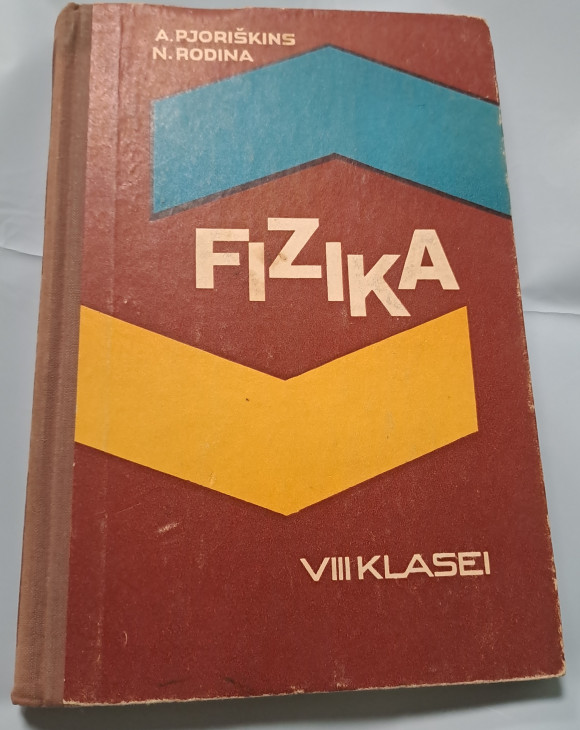 A. PJORIŠKINS
N. RODINA
FIZIKA
VIII KLASEI